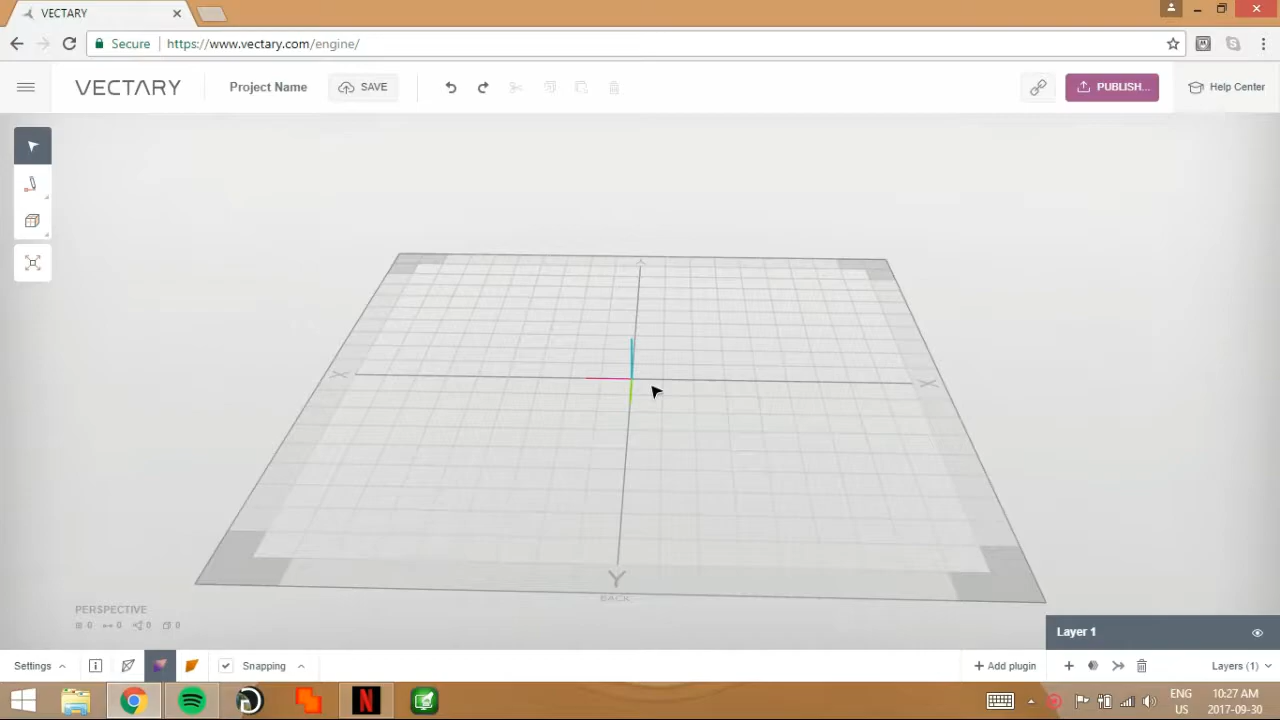 VECTARY
Secure https://www.vectary.com/engine/
VECTARY
Project Name
SAVE
PUBLISH...
Help Center
X
X
Y
BACK
PERSPECTIVE
0 0 0 0
Layer 1
Settings
Snapping
Add plugin
Layers (1)
N
ENG
US
10:27 AM
2017-09-30